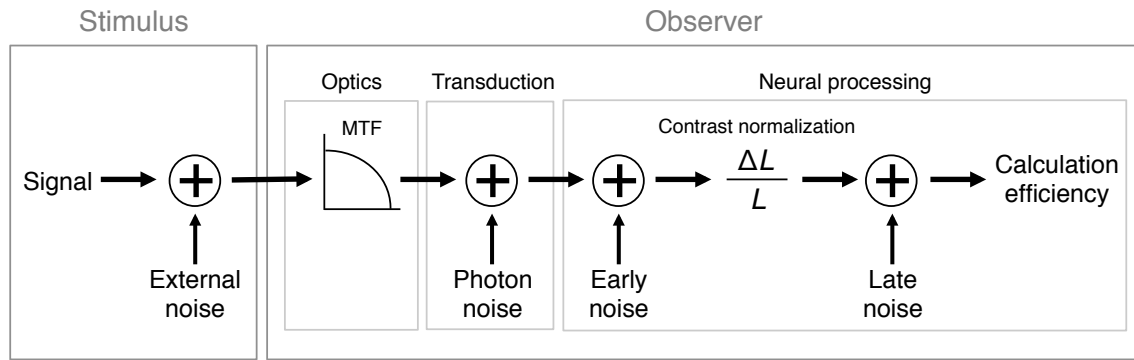 Stimulus
Observer
Optics
Transduction
Neural processing
MTF
Contrast normalization
Signal
+
+
+
ΔL
L
+
Calculation
efficiency
External
noise
Photon
noise
Early
noise
Late
noise